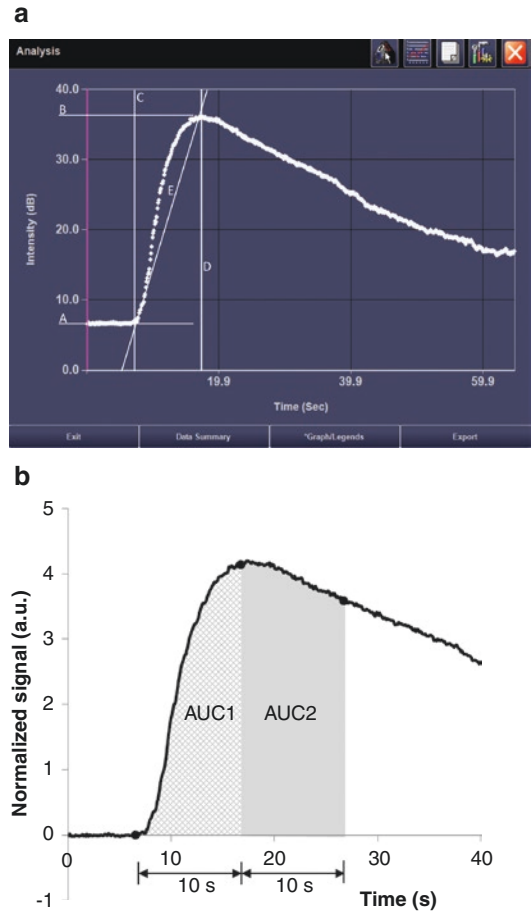 a
Analysis
40.0
C
B
30.0
E
Intensity (dB)
20.0
D
10.0
A
0.0
19.9 39.9 59.9
Time (Sec)
Exit Data Summary *Graph/Legends Export
b
5
4
3
Normalized signal (a.u.)
2
AUC1 AUC2
1
0
0 10 30 40
10 s 10 s
Time (s)
-1